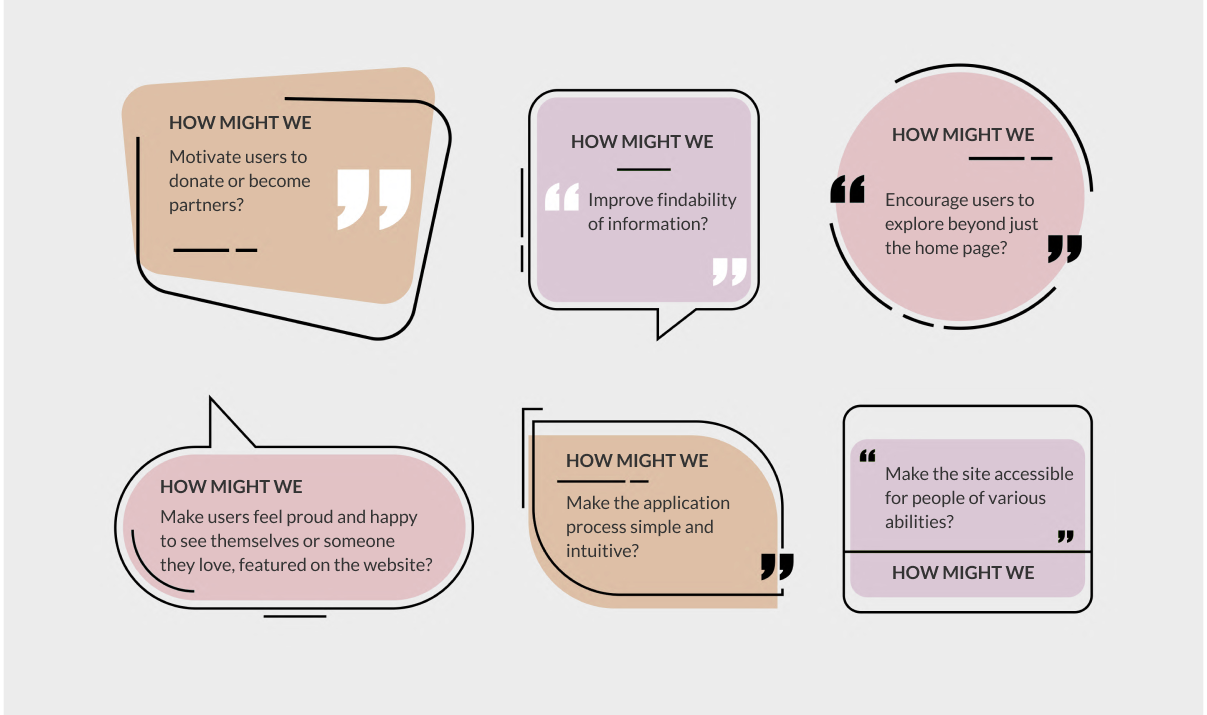 HOW MIGHT WE
Motivate users to
donate or become
partners?
HOW MIGHT WE
Improve findability
of information?
HOW MIGHT WE
Encourage users to
explore beyond just
the home page?
HOW MIGHT WE
Make users feel proud and happy
to see themselves or someone
they love, featured on the website?
HOW MIGHT WE
Make the application
process simple and
intuitive?
Make the site accessible
for people of various
abilities?
HOW MIGHT WE